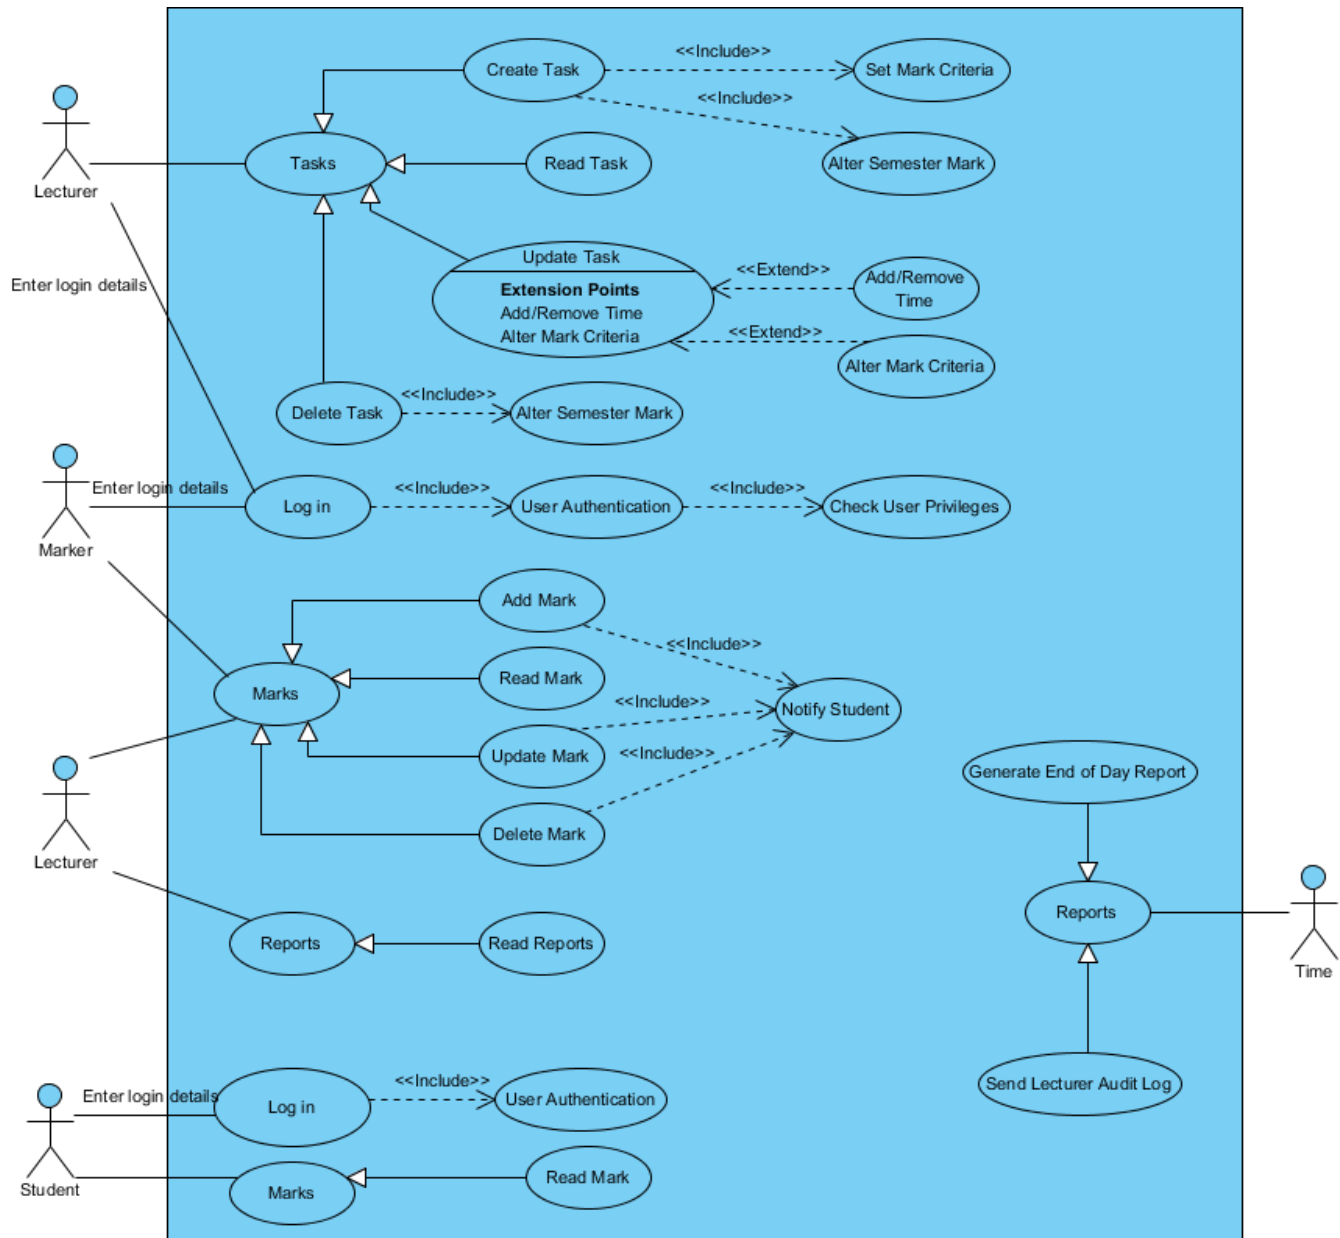 <<Include>>
Create Task
Set Mark Criteria
<<Include>>
Tasks
Read Task
Alter Semester Mark
Lecturer
Update Task
Extension Points
Add/Remove Time
Alter Mark Criteria
<<Extend>>
Add/Remove
Time
<<Extend>>
Alter Mark Criteria
Enter login details
Delete Task
<<Include>>
Alter Semester Mark
Enter login details
Log in
<<Include>>
User Authentication
<<Include>>
Check User Privileges
Marker
Add Mark
<<Include>>
Read Mark
Marks
<<Include>>
Notify Student
Update Mark
<<Include>>
Delete Mark
Generate End of Day Report
Lecturer
Reports
Read Reports
Reports
Time
Send Lecturer Audit Log
Enter login details
Log in
<<Include>>
User Authentication
Student
Marks
Read Mark